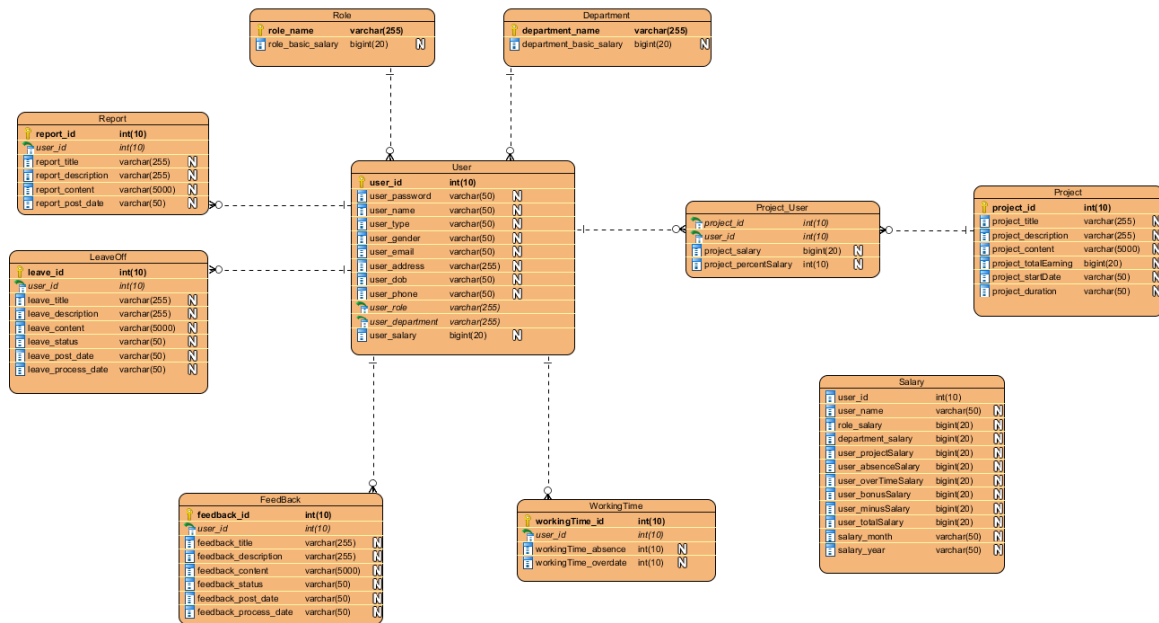 Role
role_name varchar(255)
role_basic_salary bigint(20) N
Department
department_name varchar(255)
department_basic_salary bigint(20) N
Report
report_id int(10)
user_id int(10)
report_title varchar(255) N
report_description varchar(255) N
report_content varchar(5000) N
report_post_date varchar(50) N
User
user_id int(10)
user_password varchar(50) N
user_name varchar(50) N
user_type varchar(50) N
user_gender varchar(50) N
user_email varchar(50) N
user_address varchar(255) N
user_dob varchar(50) N
user_phone varchar(50) N
user_role varchar(255)
user_department varchar(255)
user_salary bigint(20) N
Project_User
project_id int(10)
user_id int(10)
project_salary bigint(20) N
project_percentSalary int(10) N
Project
project_id int(10)
project_title varchar(255) N
project_description varchar(255) N
project_content varchar(5000) N
project_totalEarning bigint(20) N
project_startDate varchar(50) N
project_duration varchar(50) N
LeaveOff
leave_id int(10)
user_id int(10)
leave_title varchar(255) N
leave_description varchar(255) N
leave_content varchar(5000) N
leave_status varchar(50) N
leave_post_date varchar(50) N
leave_process_date varchar(50) N
Salary
user_id int(10)
user_name varchar(50) N
role_salary bigint(20) N
department_salary bigint(20) N
user_projectSalary bigint(20) N
user_absenceSalary bigint(20) N
user_overTimeSalary bigint(20) N
user_bonusSalary bigint(20) N
user_minusSalary bigint(20) N
user_totalSalary bigint(20) N
salary_month varchar(50) N
salary_year varchar(50) N
FeedBack
feedback_id int(10)
user_id int(10)
feedback_title varchar(255) N
feedback_description varchar(255) N
feedback_content varchar(5000) N
feedback_status varchar(50) N
feedback_post_date varchar(50) N
feedback_process_date varchar(50) N
WorkingTime
workingTime_id int(10)
user_id int(10)
workingTime_absence int(10) N
workingTime_overdate int(10) N